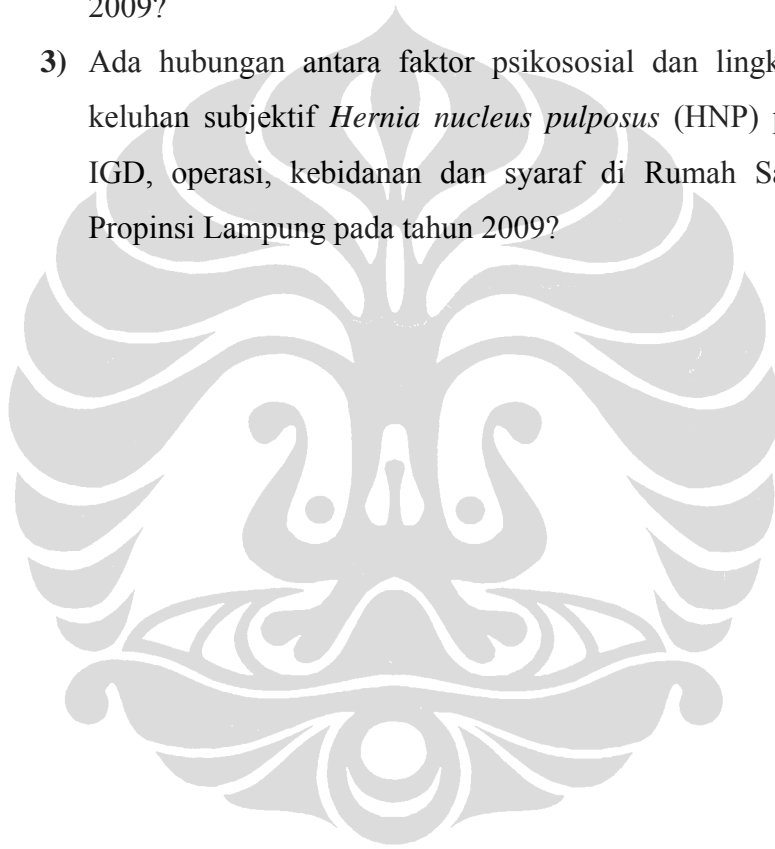 2009?
3) Ada hubungan antara faktor psikososial dan lingk
keluhan subjektif Hernia nucleus pulposus (HNP) p
IGD, operasi, kebidanan dan syaraf di Rumah Sa
Propinsi Lampung pada tahun 2009?